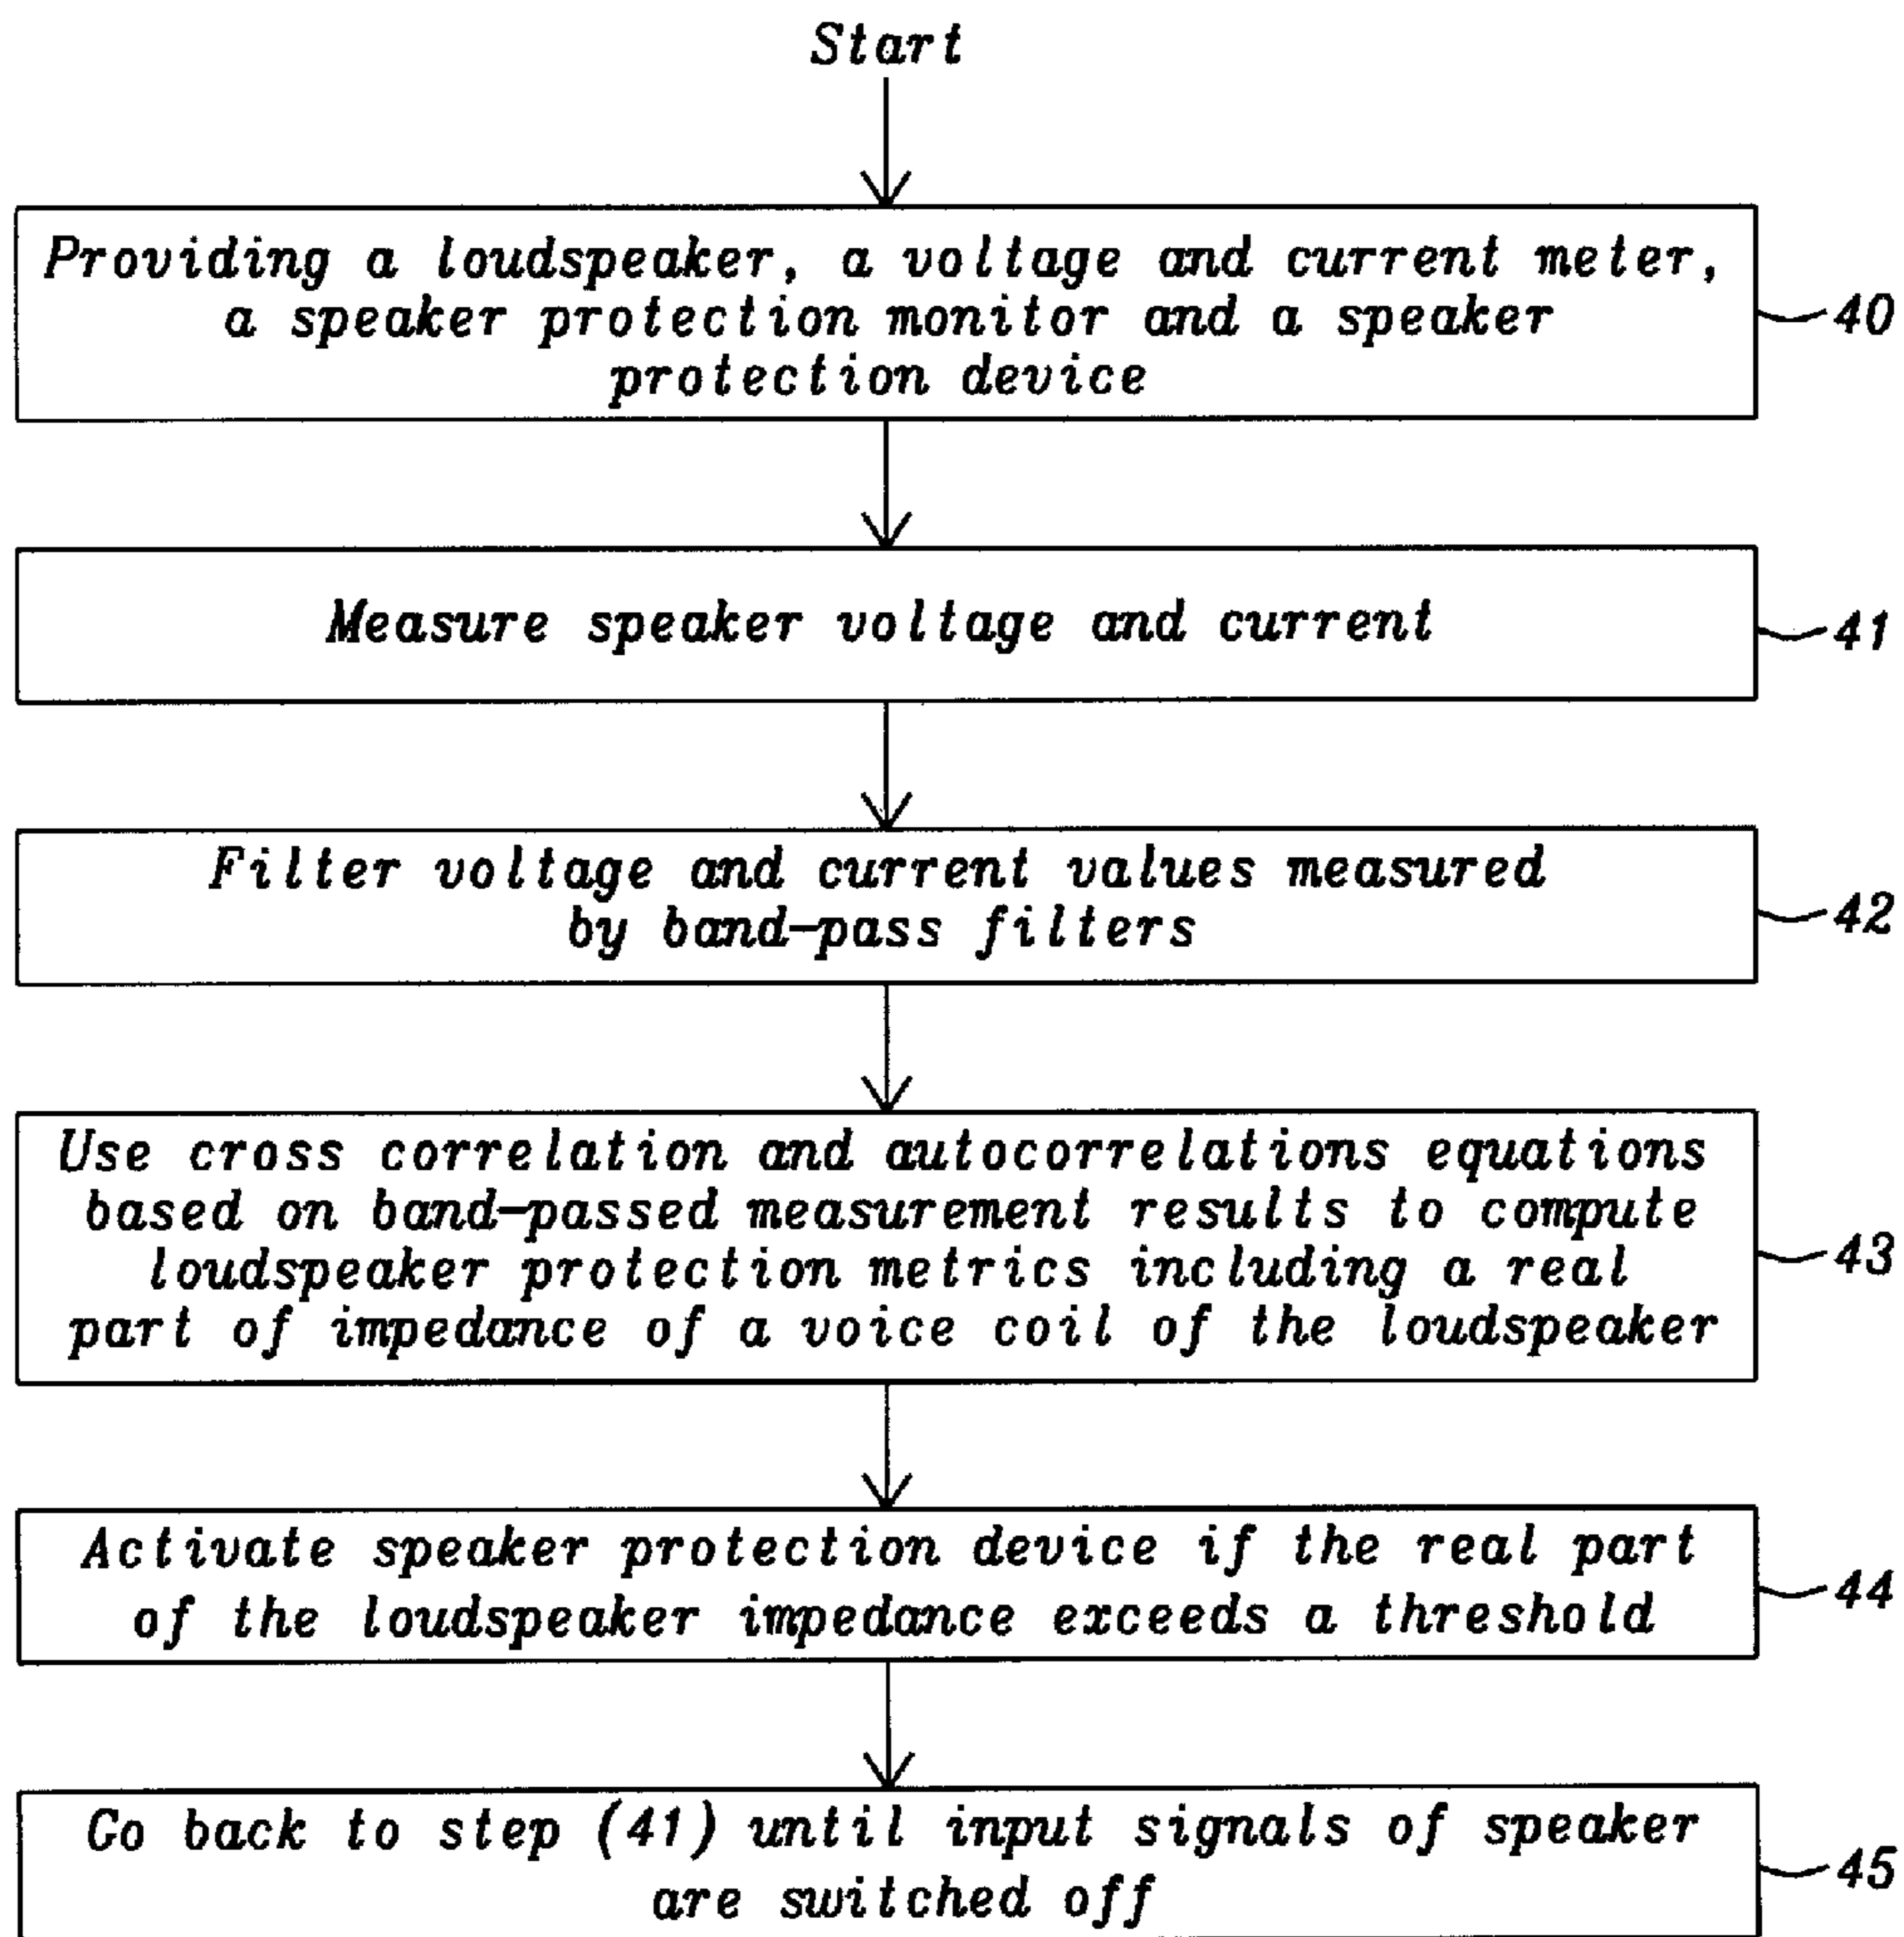 Start
Providing a loudspeaker, a voltage and current meter,
a speaker protection monitor and a speaker
protection device
40
Measure speaker voltage and current
41
Filter voltage and current values measured
by band-pass filters
42
Use cross correlation and autocorrelations equations
based on band-passed measurement results to compute
loudspeaker protection metrics including a real
part of impedance of a voice coil of the loudspeaker
43
Activate speaker protection device if the real part
of the loudspeaker impedance exceeds a threshold
44
Go back to step (41) until input signals of speaker
are switched off
45